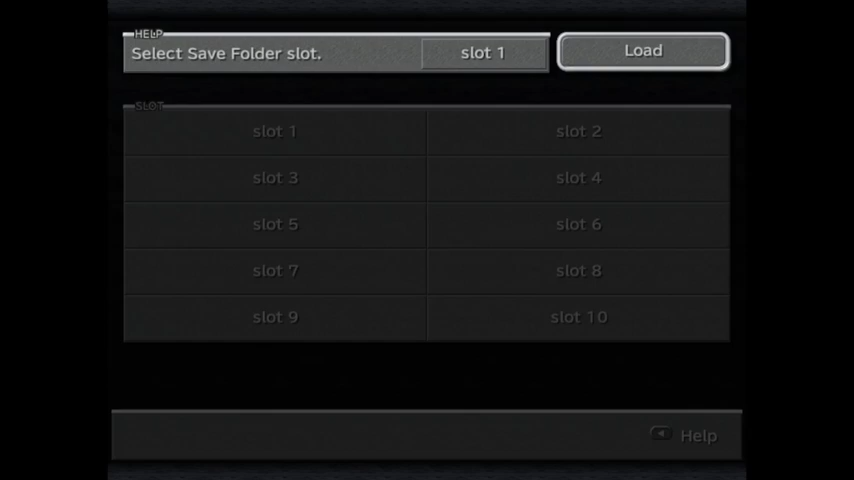 HELP
Select Save Folder slot. slot 1 Load
SLOT
slot 1 slot 2
slot 3 slot 4
slot 5 slot 6
slot 7 slot 8
slot 9 slot 10
Help